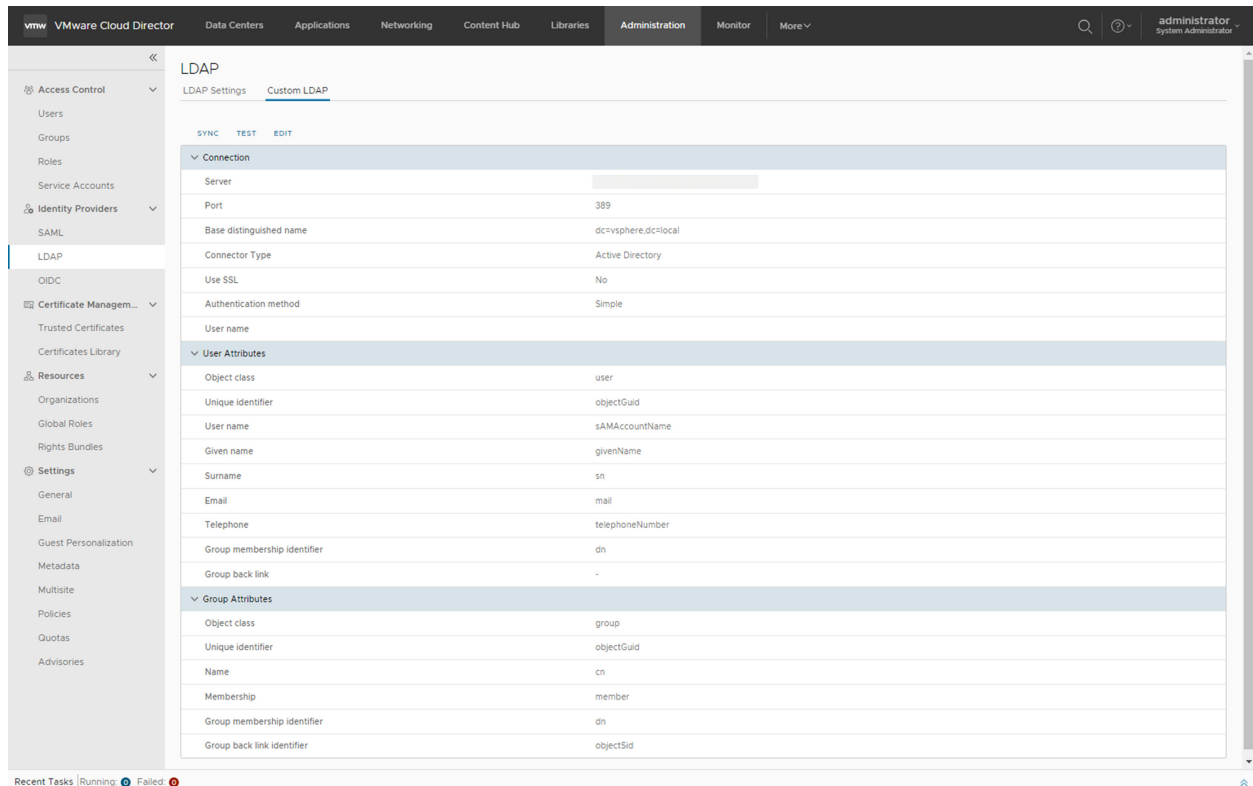 vmw VMware Cloud Director Data Centers Applications Networking Content Hub Libraries Administration Monitor More administrator
System Administrator
Access Control
Users
Groups
Roles
Service Accounts
Identity Providers
SAML
LDAP
OIDC
Certificate Managem...
Trusted Certificates
Certificates Library
Resources
Organizations
Global Roles
Rights Bundles
Settings
General
Email
Guest Personalization
Metadata
Multisite
Policies
Quotas
Advisories
LDAP
LDAP Settings Custom LDAP
SYNC TEST EDIT
Connection
Server
Port 389
Base distinguished name dc=vsphere,dc=local
Connector Type Active Directory
Use SSL No
Authentication method Simple
User name
User Attributes
Object class user
Unique identifier objectGuid
User name sAMAccountName
Given name givenName
Surname sn
Email mail
Telephone telephoneNumber
Group membership identifier dn
Group back link -
Group Attributes
Object class group
Unique identifier objectGuid
Name cn
Membership member
Group membership identifier dn
Group back link identifier objectSid
Recent Tasks Running: 0 Failed: 0